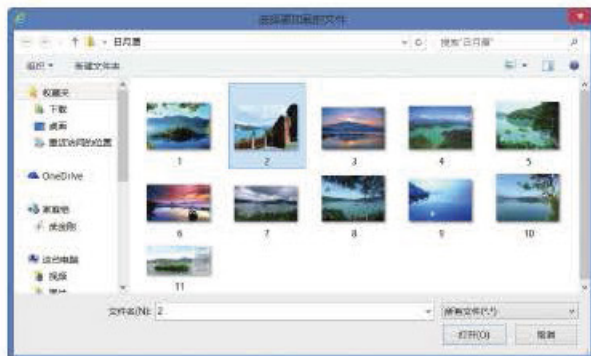 选择要加载的文件
日月潭
搜索"日月潭"
组织 新建文件夹
收藏夹
下载
桌面
最近访问的位置
OneDrive
家庭组
这台电脑
视频
图片
1 2 3 4 5
6 7 8 9 10
11
文件名(N): 2
所有文件(*.*)
打开(O) 取消